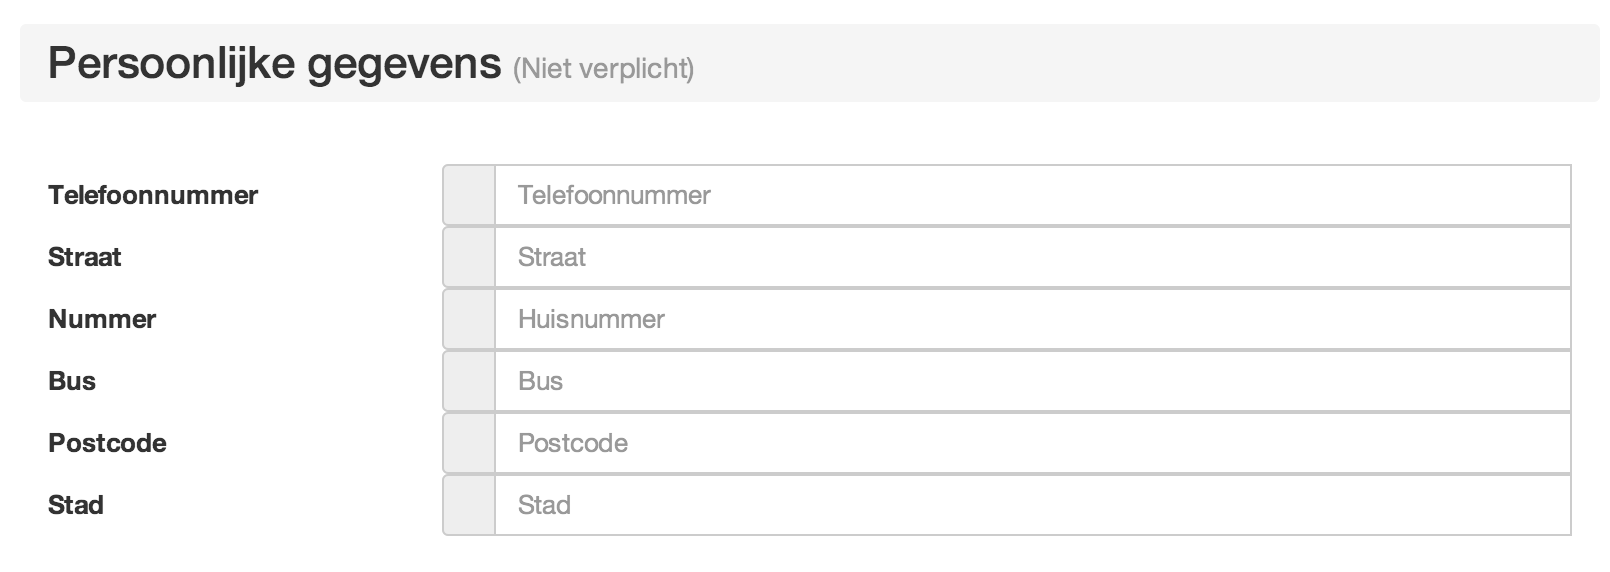 Persoonlijke gegevens (Niet verplicht)
Telefoonnummer Telefoonnummer
Straat Straat
Nummer Huisnummer
Bus Bus
Postcode Postcode
Stad Stad